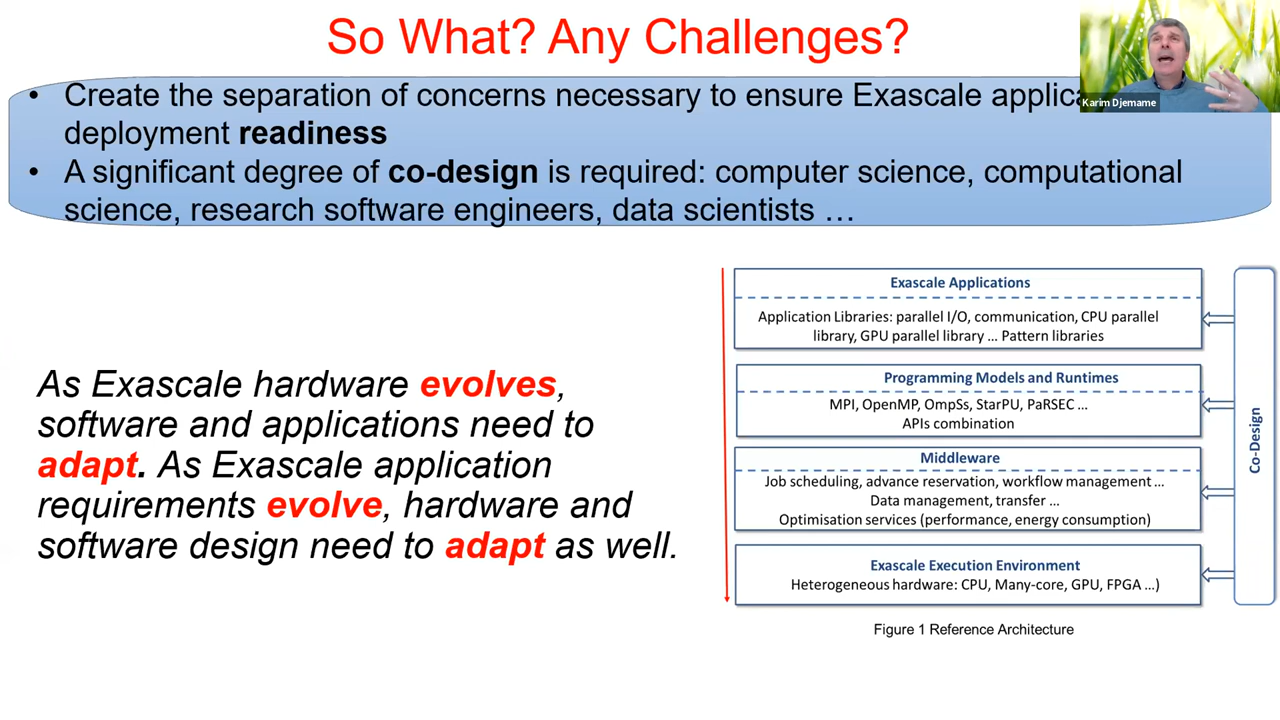 So What? Any Challenges?
• Create the separation of concerns necessary to ensure Exascale
deployment readiness
• A significant degree of co-design is required: computer science, computational
science, research software engineers, data scientists …
Karim Djemame
As Exascale hardware evolves,
software and applications need to
adapt. As Exascale application
requirements evolve, hardware and
software design need to adapt as well.
Exascale Applications
Application Libraries: parallel I/O, communication, CPU parallel
library, GPU parallel library … Pattern libraries
Programming Models and Runtimes
MPI, OpenMP, OmpSs, StarPU, PaRSEC …
APIs combination
Middleware
Job scheduling, advance reservation, workflow management …
Data management, transfer …
Optimisation services (performance, energy consumption)
Exascale Execution Environment
Heterogeneous hardware: CPU, Many-core, GPU, FPGA …)
Co-Design
Figure 1 Reference Architecture